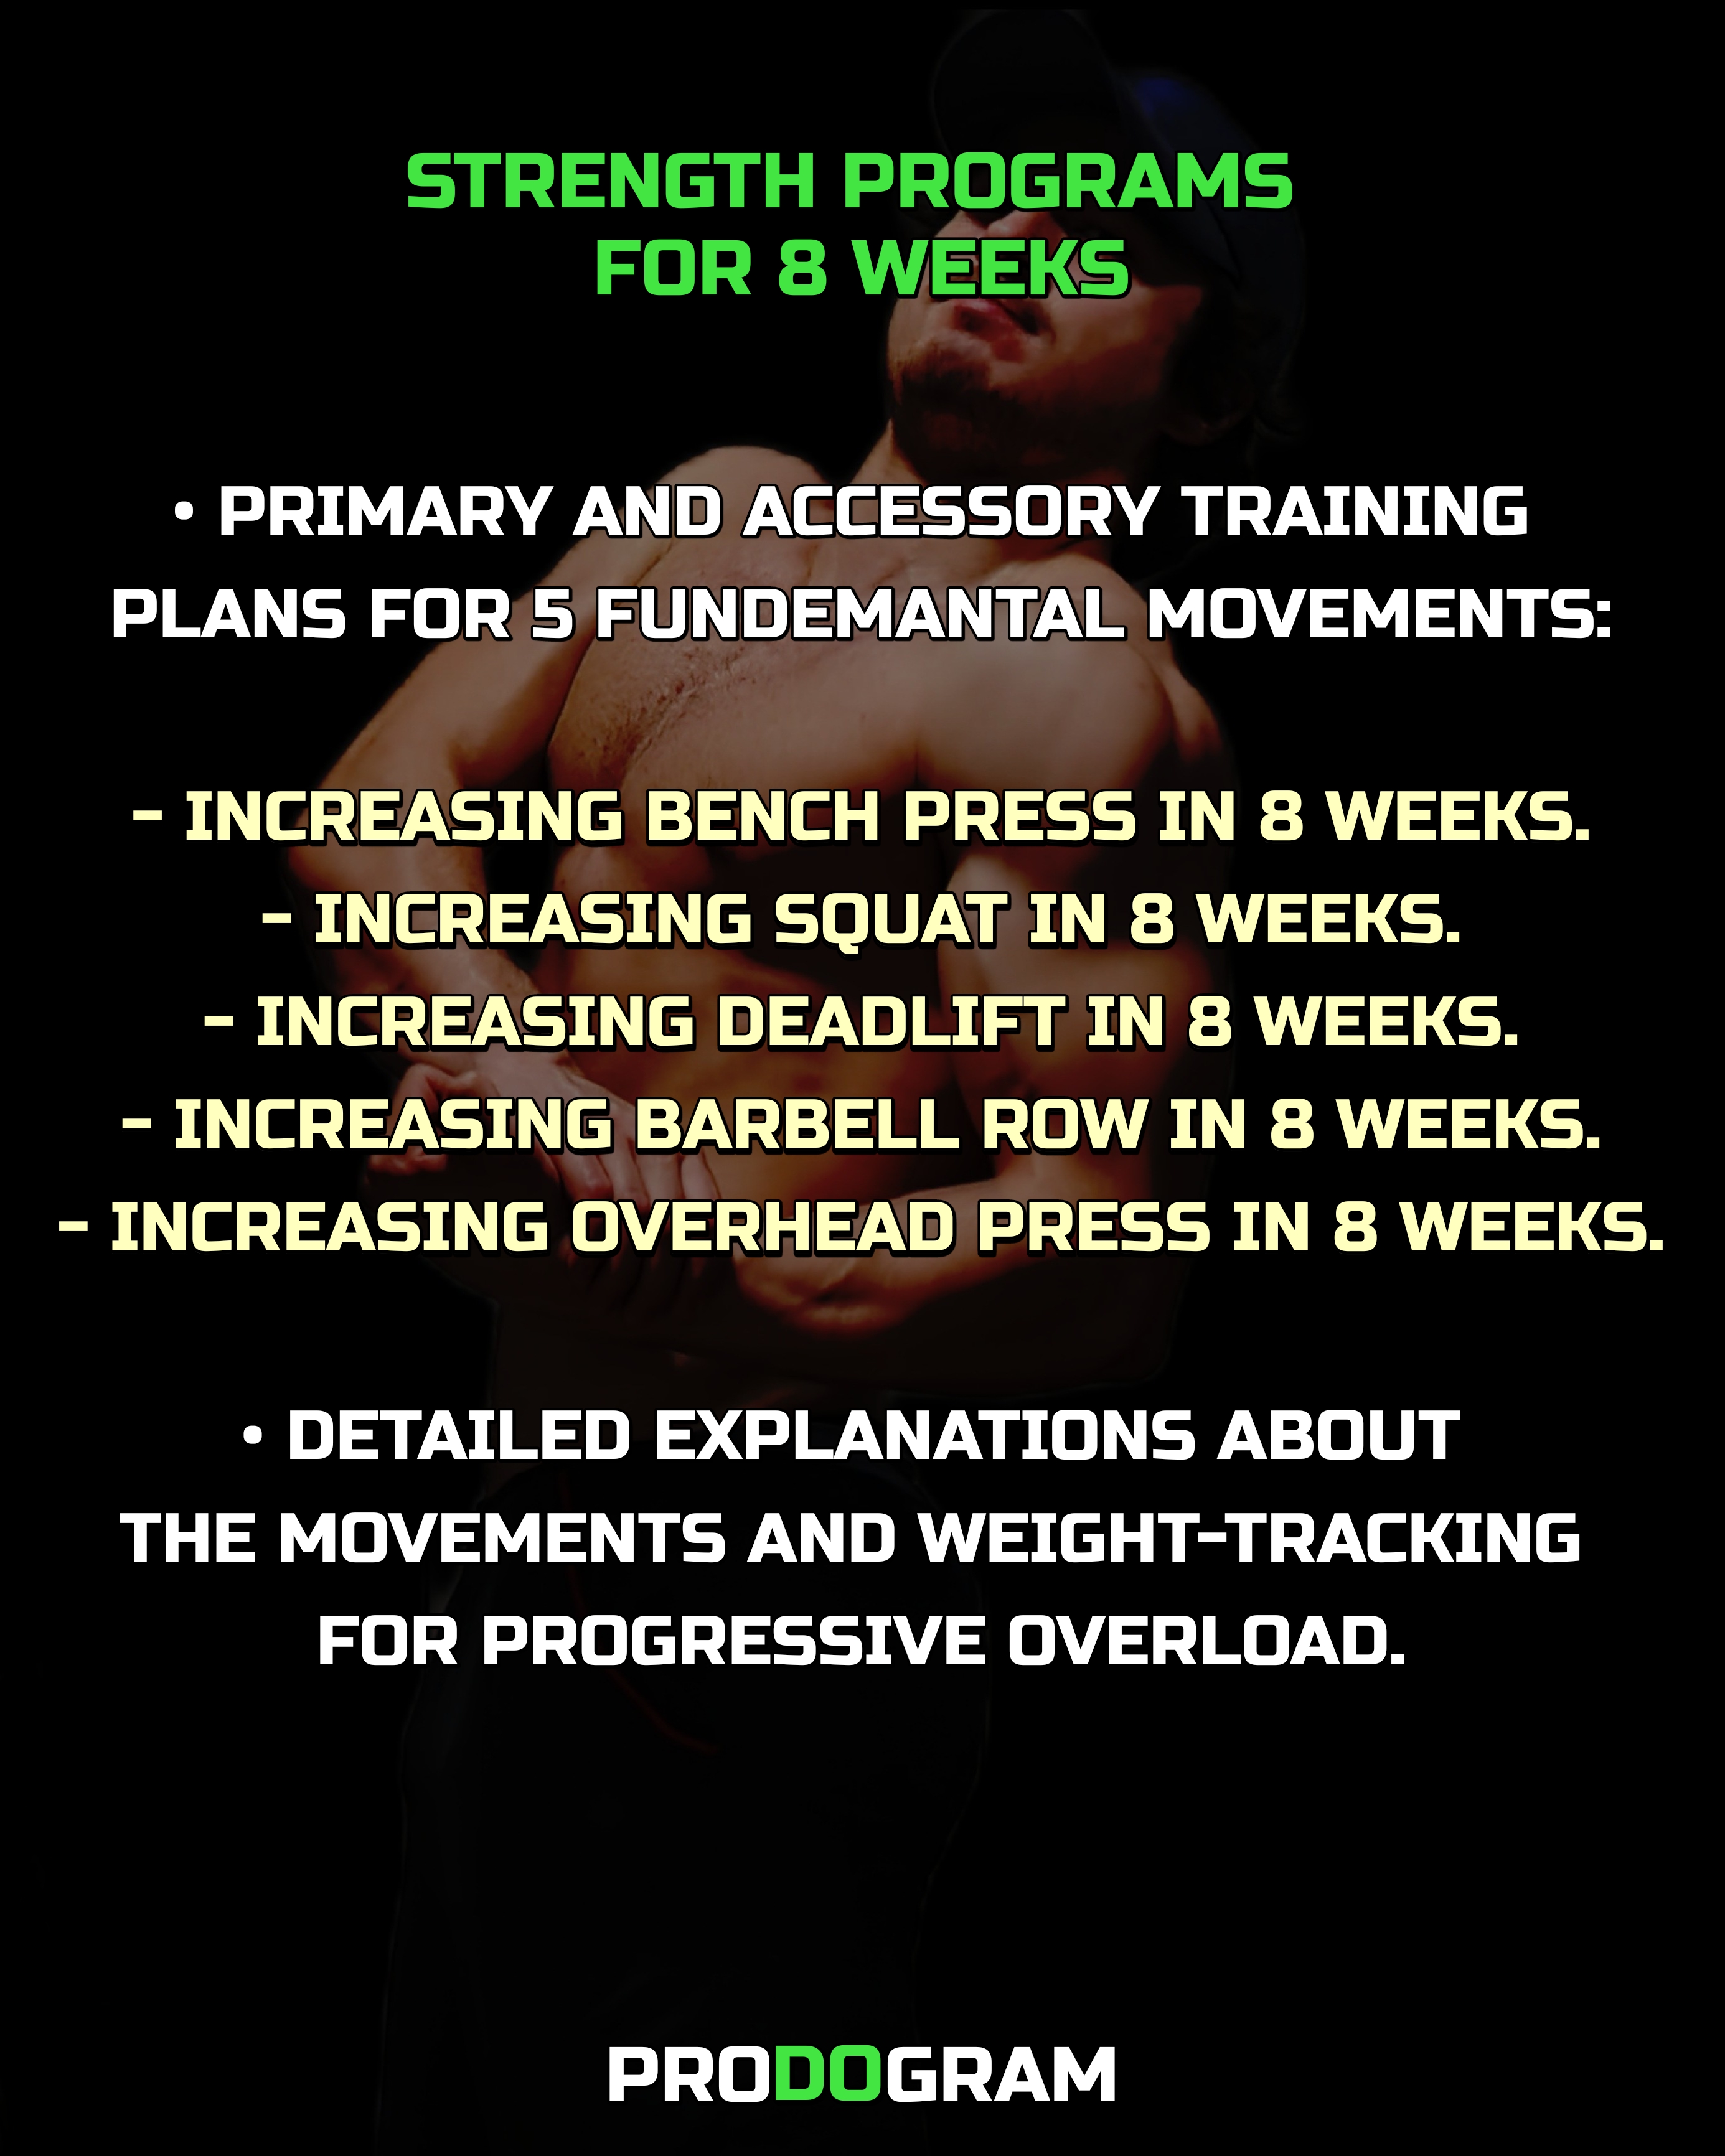 STRENGTH PROGRAMS
FOR 8 WEEKS
• PRIMARY AND ACCESSORY TRAINING
PLANS FOR 5 FUNDEMANTAL MOVEMENTS:
- INCREASING BENCH PRESS IN 8 WEEKS.
- INCREASING SQUAT IN 8 WEEKS.
- INCREASING DEADLIFT IN 8 WEEKS.
- INCREASING BARBELL ROW IN 8 WEEKS.
- INCREASING OVERHEAD PRESS IN 8 WEEKS.
• DETAILED EXPLANATIONS ABOUT
THE MOVEMENTS AND WEIGHT-TRACKING
FOR PROGRESSIVE OVERLOAD.
PRODOGRAM